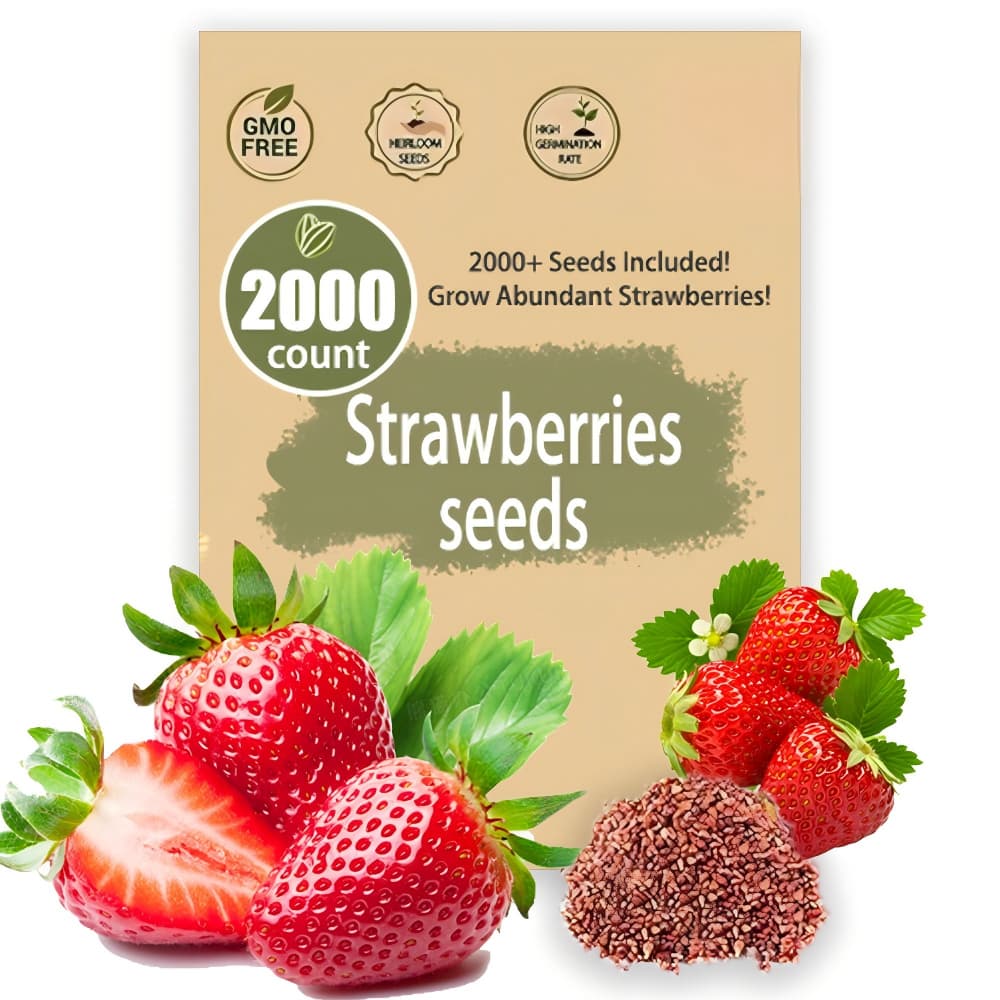 GMO
FREE
HEIRLOOM
SEEDS
HIGH
GERMINATION
RATE
2000
count
2000+ Seeds Included!
Grow Abundant Strawberries!
Strawberries
seeds